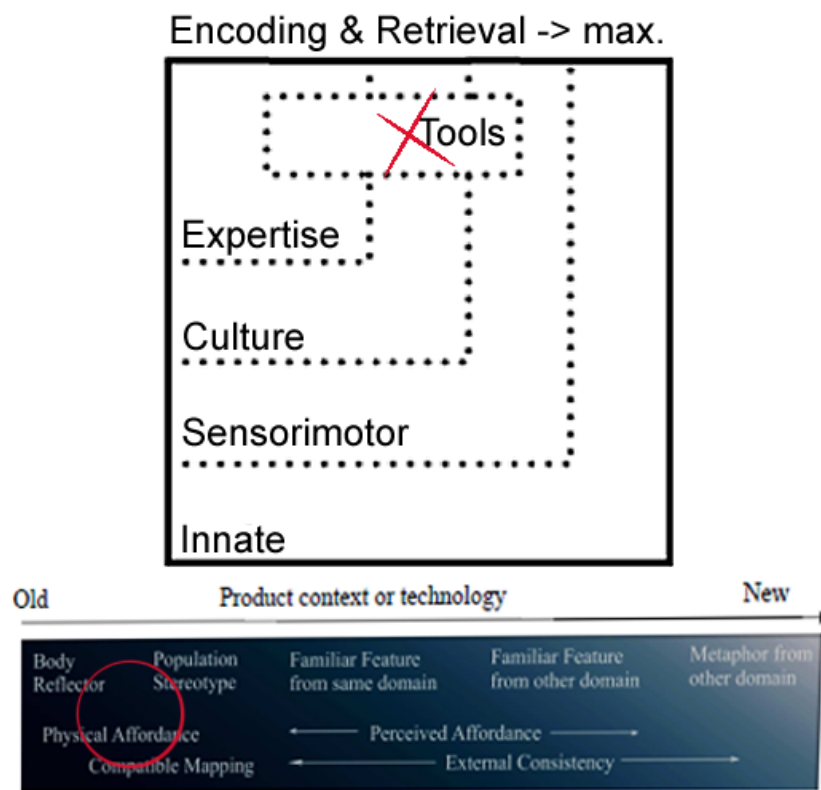 Encoding & Retrieval -> max.
Tools
Expertise
Culture
Sensorimotor
Innate
Old Product context or technology New
Body Reflector
Population Stereotype
Familiar Feature from same domain
Familiar Feature from other domain
Metaphor from other domain
Physical Affordance
Perceived Affordance
Compatible Mapping
External Consistency